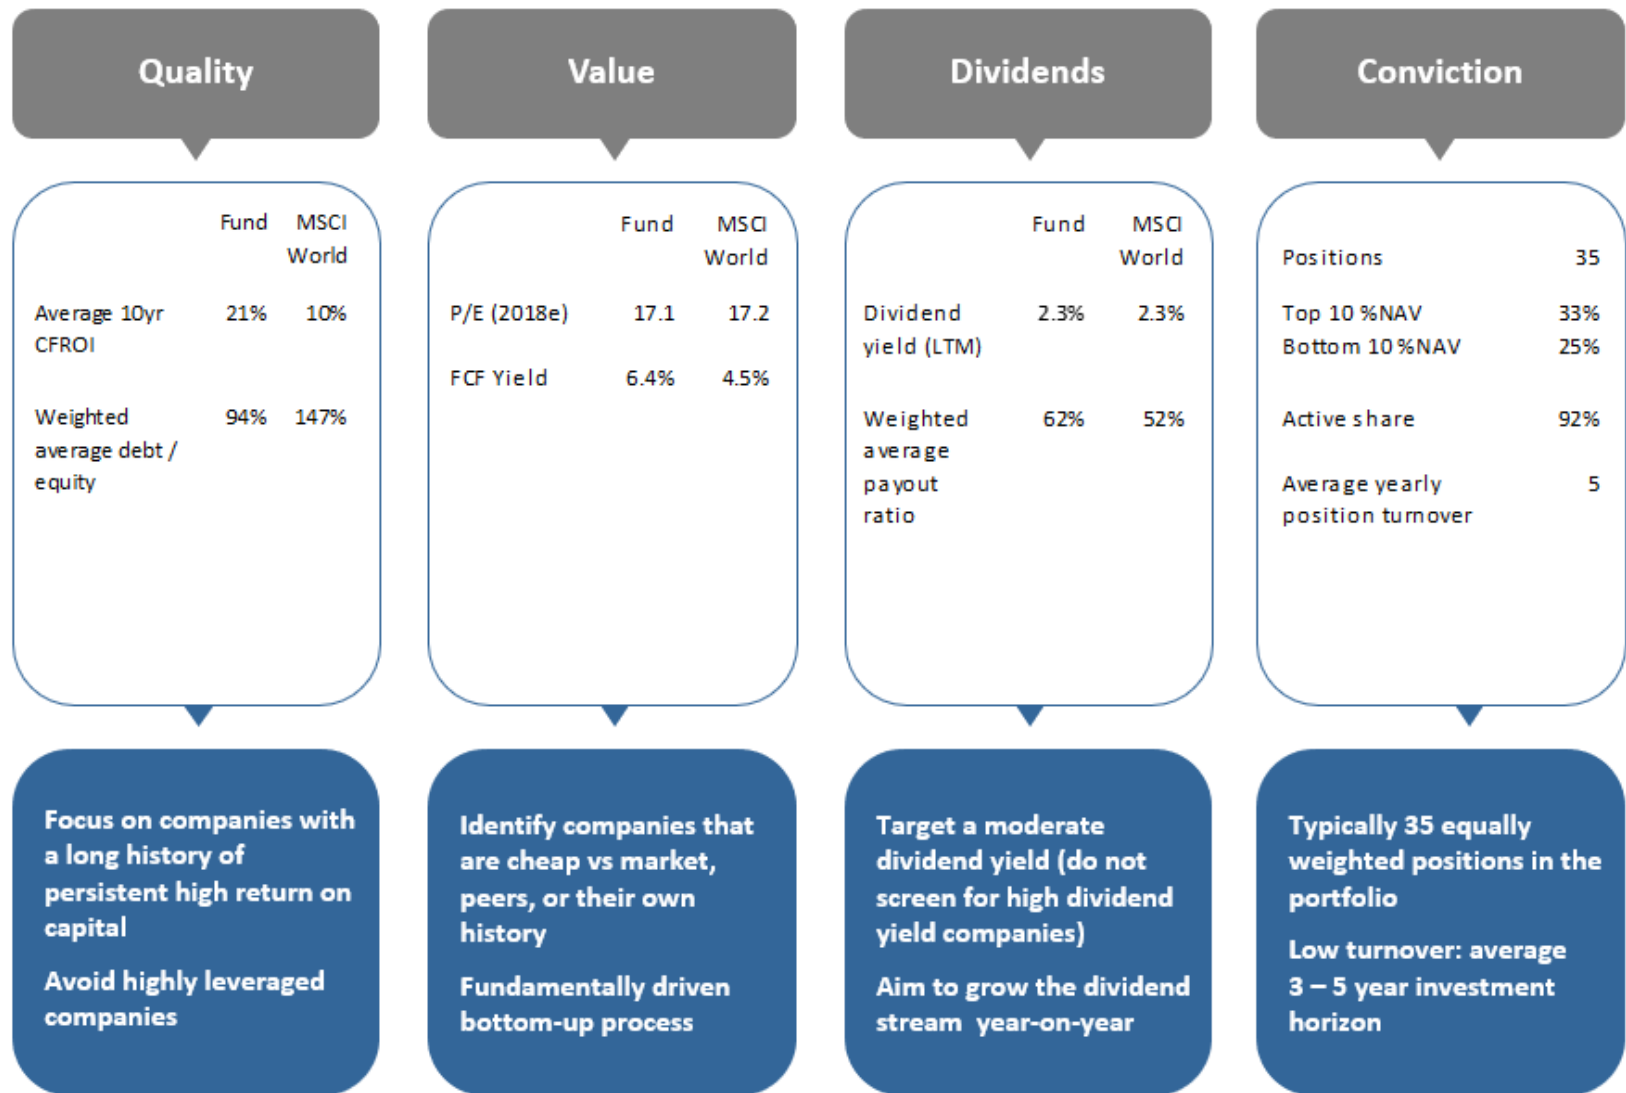 Quality
Fund MSCI
World
Average 10yr 21% 10%
CFROI
Weighted 94% 147%
average debt /
equity
Focus on companies with
a long history of
persistent high return on
capital
Avoid highly leveraged
companies
Value
Fund MSCI
World
P/E (2018e) 17.1 17.2
FCF Yield 6.4% 4.5%
Identify companies that
are cheap vs market,
peers, or their own
history
Fundamentally driven
bottom-up process
Dividends
Fund MSCI
World
Dividend 2.3% 2.3%
yield (LTM)
Weighted 62% 52%
average
payout
ratio
Target a moderate
dividend yield (do not
screen for high dividend
yield companies)
Aim to grow the dividend
stream year-on-year
Conviction
Positions 35
Top 10 %NAV 33%
Bottom 10 %NAV 25%
Active share 92%
Average yearly 5
position turnover
Typically 35 equally
weighted positions in the
portfolio
Low turnover: average
3 – 5 year investment
horizon